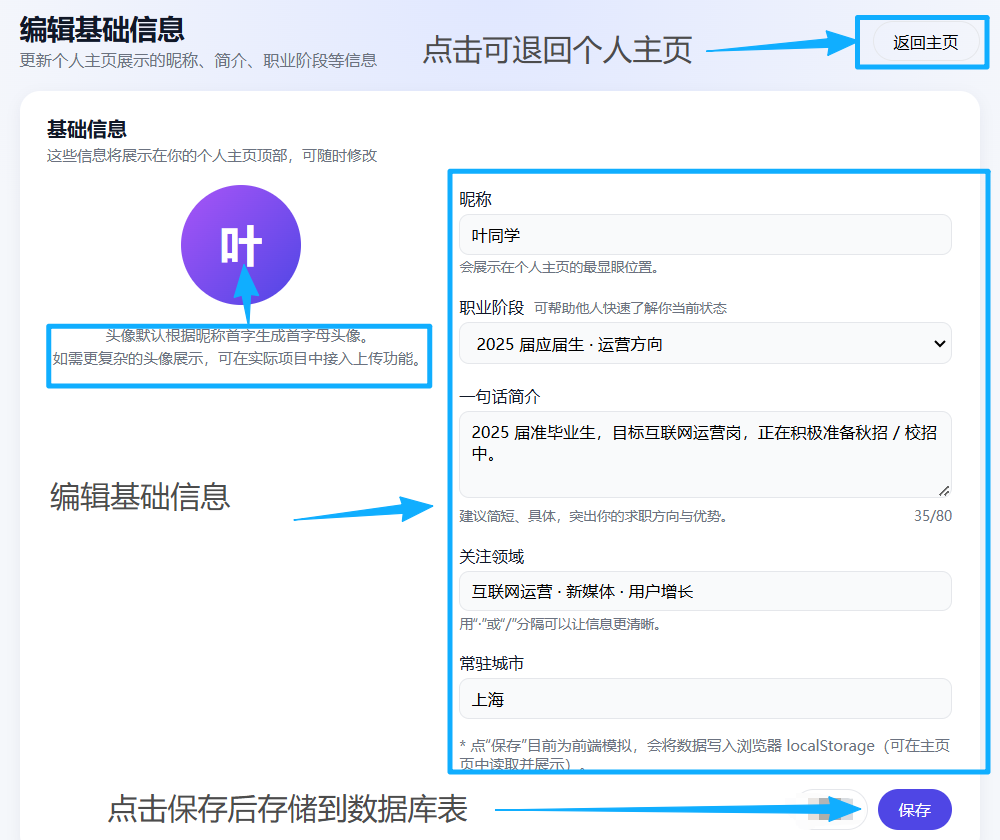 编辑基础信息
更新个人主页展示的昵称、简介、职业阶段等信息
点击可退回个人主页
返回主页
基础信息
这些信息将展示在你的个人主页顶部，可随时修改
叶
头像默认根据昵称首字生成首字母头像。
如需更复杂的头像展示，可在实际项目中接入上传功能。
编辑基础信息
昵称
叶同学
会展示在个人主页的最显眼位置。
职业阶段 可帮助他人快速了解你当前状态
2025 届应届生 · 运营方向
一句话简介
2025 届准毕业生，目标互联网运营岗，正在积极准备秋招 / 校招
中。
建议简短、具体，突出你的求职方向与优势。 35/80
关注领域
互联网运营 · 新媒体 · 用户增长
用“·”或“/”分隔可以让信息更清晰。
常驻城市
上海
* 点“保存”目前为前端模拟，会将数据写入浏览器 localStorage（可在主页
页中读取并展示）。
点击保存后存储到数据库表
保存